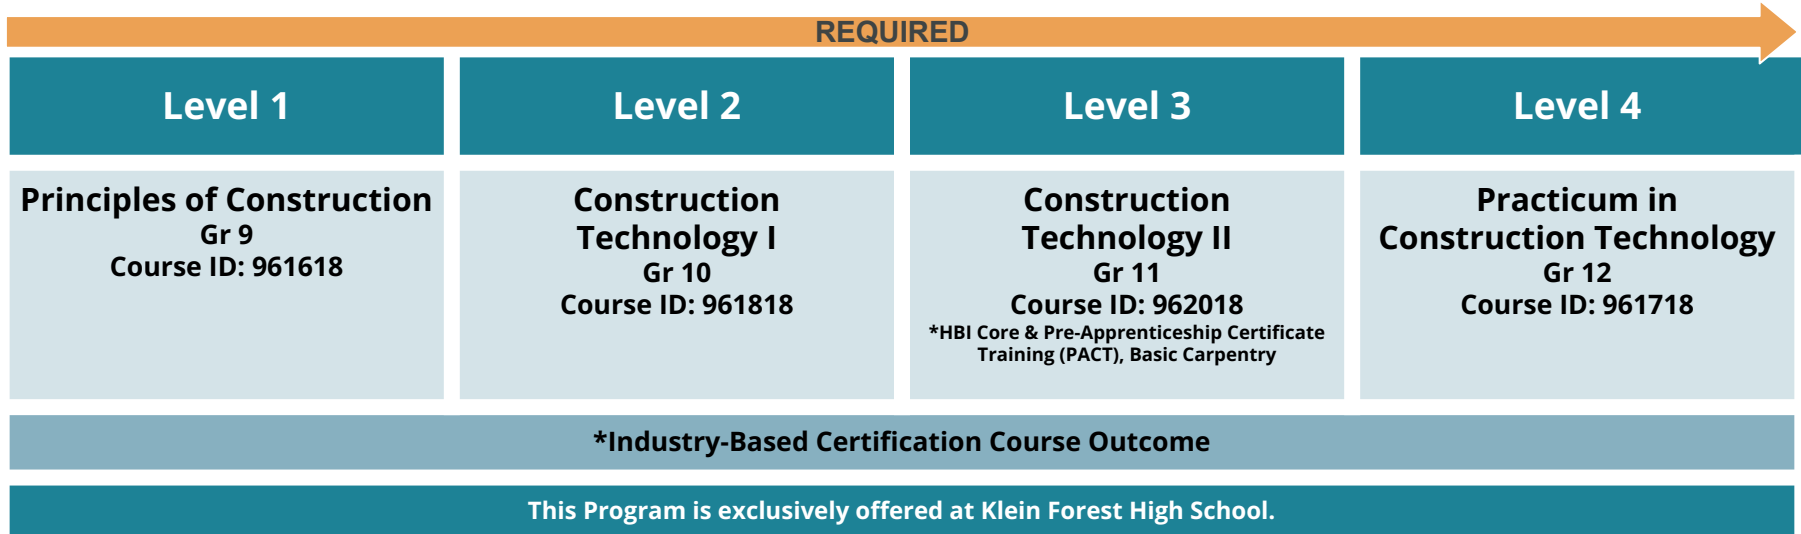 REQUIRED
Level 1
Level 2
Level 3
Level 4
Principles of Construction
Gr 9
Course ID: 961618
Construction
Technology I
Gr 10
Course ID: 961818
Construction
Technology II
Gr 11
Course ID: 962018
*HBI Core & Pre-Apprenticeship Certificate
Training (PACT), Basic Carpentry
Practicum in
Construction Technology
Gr 12
Course ID: 961718
*Industry-Based Certification Course Outcome
This Program is exclusively offered at Klein Forest High School.